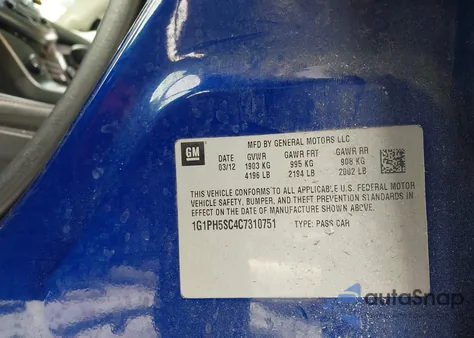 MFD BY GENERAL MOTORS LLC
GM DATE GVWR GAWR FRT GAWR RR
03/12 1903 KG 995 KG 908 KG
4196 LB 2194 LB 2002 LB
THIS VEHICLE CONFORMS TO ALL APPLICABLE U.S. FEDERAL MOTOR
VEHICLE SAFETY, BUMPER, AND THEFT PREVENTION STANDARDS IN
EFFECT ON THE DATE OF MANUFACTURE SHOWN ABOVE.
1G1PH5SC4C7310751 TYPE: PASS CAR
autoSnap